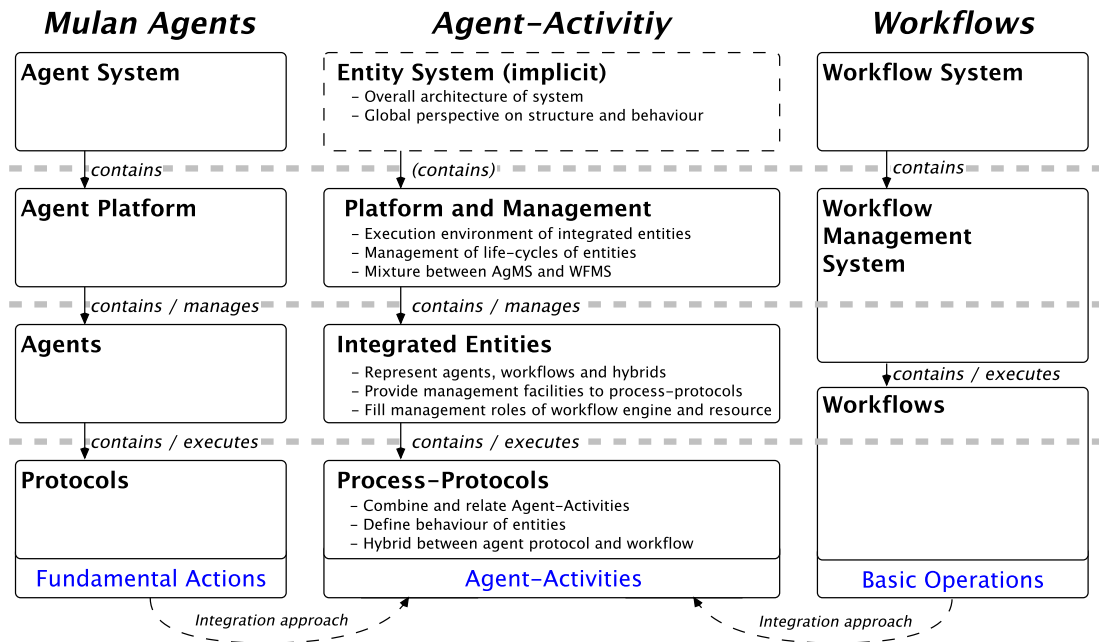 Mulan Agents
Agent-Activitiy
Workflows
Agent System
Entity System (implicit)
- Overall architecture of system
- Global perspective on structure and behaviour
Workflow System
contains
(contains)
contains
Agent Platform
Platform and Management
- Execution environment of integrated entities
- Management of life-cycles of entities
- Mixture between AgMS and WFMS
Workflow
Management
System
contains / manages
contains / manages
Agents
Integrated Entities
- Represent agents, workflows and hybrids
- Provide management facilities to process-protocols
- Fill management roles of workflow engine and resource
contains / executes
Workflows
contains / executes
contains / executes
Protocols
Process-Protocols
- Combine and relate Agent-Activities
- Define behaviour of entities
- Hybrid between agent protocol and workflow
Fundamental Actions
Agent-Activities
Basic Operations
Integration approach
Integration approach